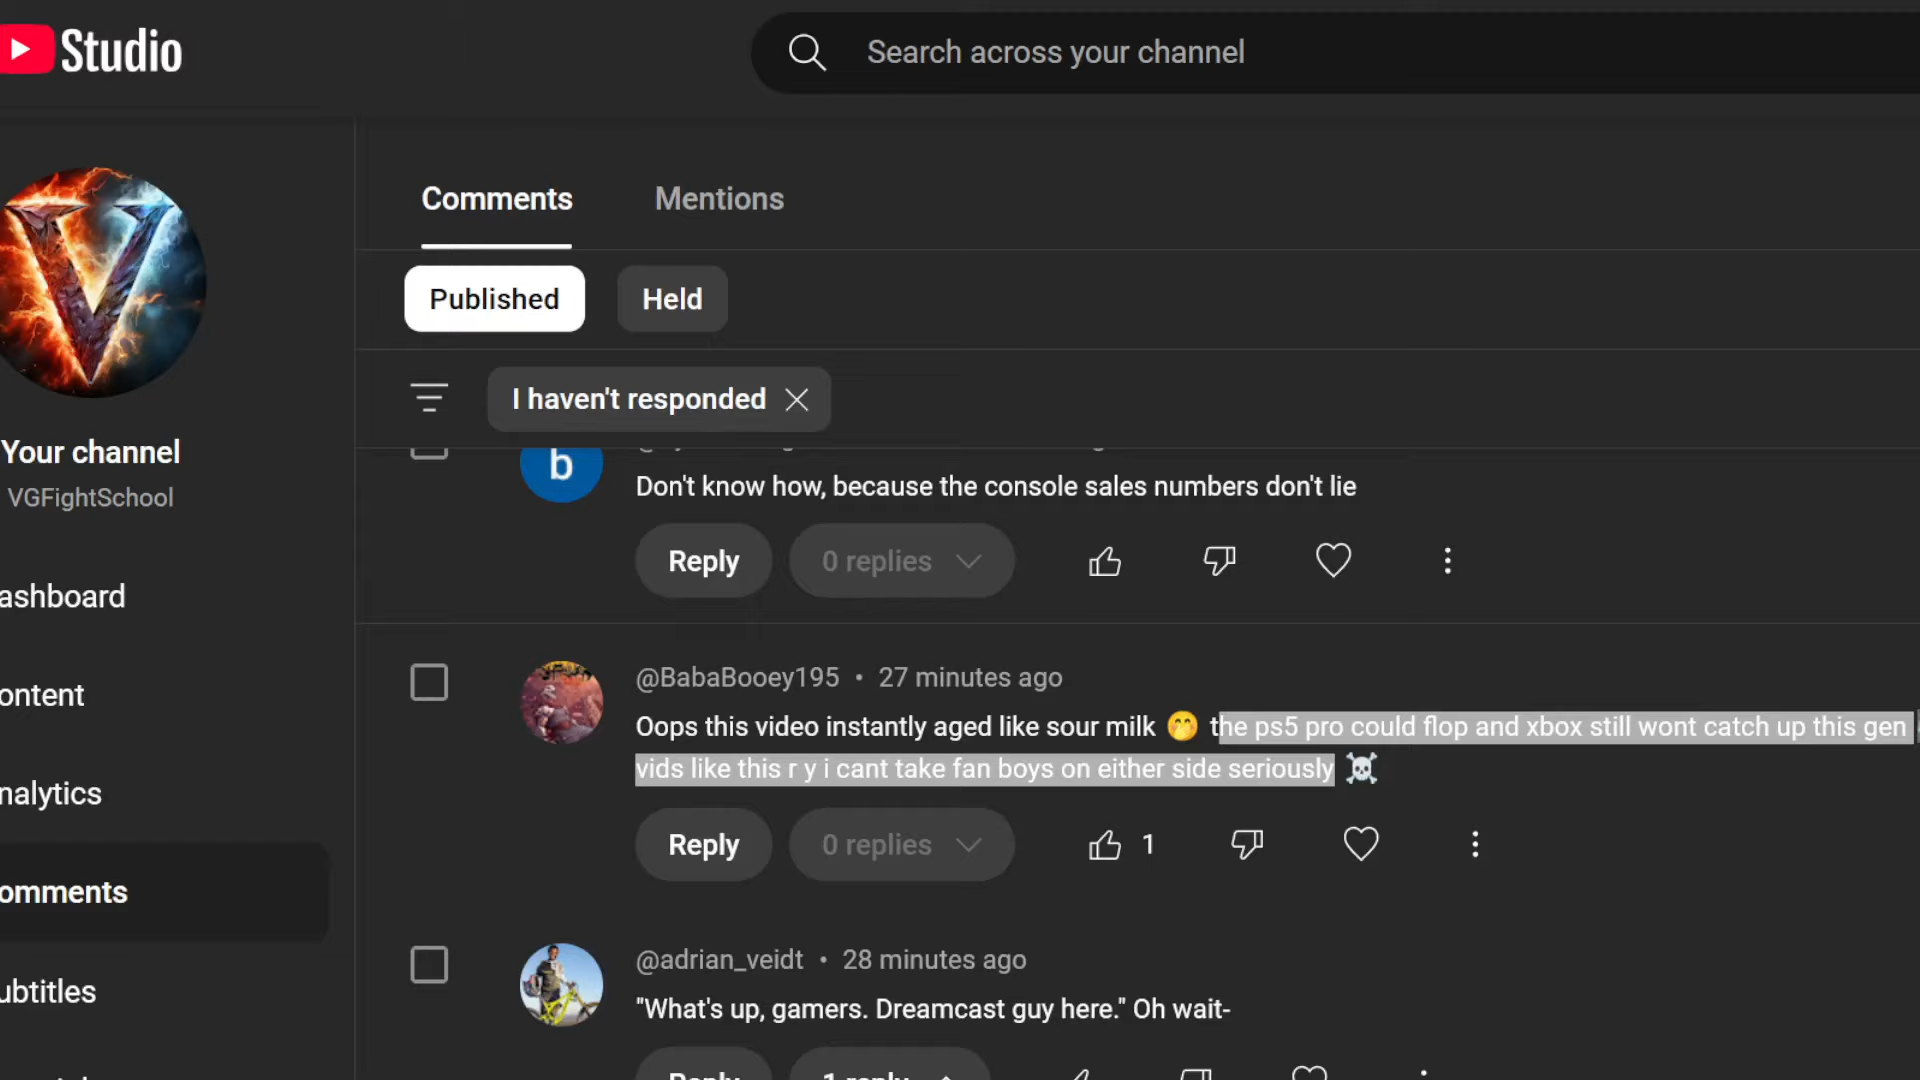 Studio
Search across your channel
Comments Mentions
Published Held
I haven't responded
b
Don't know how, because the console sales numbers don't lie
Reply 0 replies
Your channel
VGFightSchool
ashboard
ontent
nalytics
omments
ubtitles
@BabaBooey195 • 27 minutes ago
Oops this video instantly aged like sour milk 🤭 the ps5 pro could flop and xbox still wont catch up this gen
vids like this r y i cant take fan boys on either side seriously ☠️
Reply 0 replies 1
@adrian_veidt • 28 minutes ago
"What's up, gamers. Dreamcast guy here." Oh wait-
Reply 1 reply